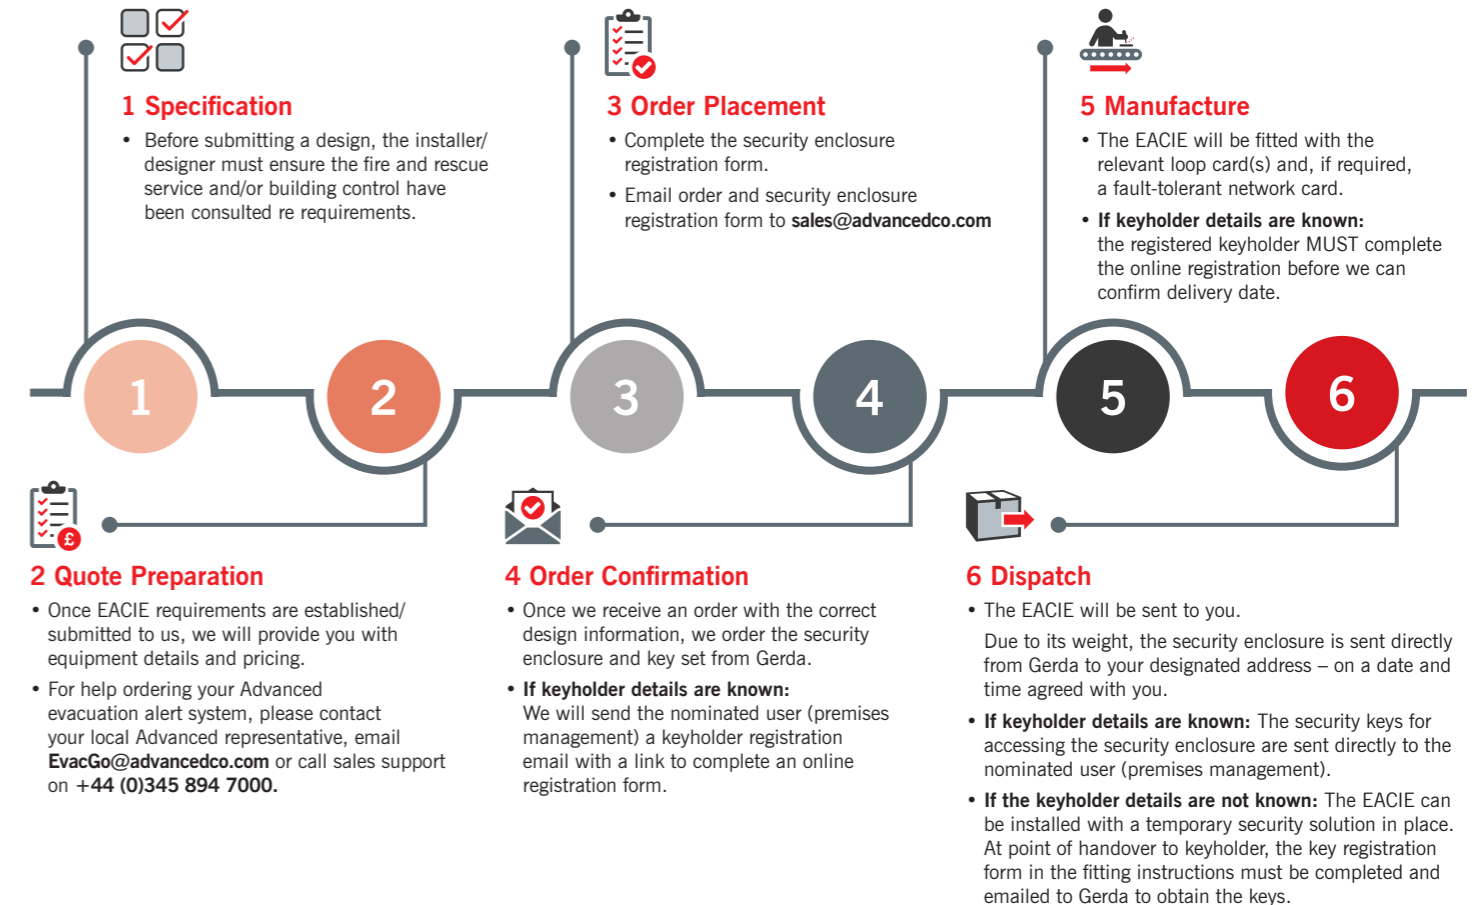 1 Specification
• Before submitting a design, the installer/
designer must ensure the fire and rescue
service and/or building control have
been consulted re requirements.
3 Order Placement
• Complete the security enclosure
registration form.
• Email order and security enclosure
registration form to sales@advancedco.com
5 Manufacture
• The EACIE will be fitted with the
relevant loop card(s) and, if required,
a fault-tolerant network card.
• If keyholder details are known:
the registered keyholder MUST complete
the online registration before we can
confirm delivery date.
1
2
3
4
5
6
£
2 Quote Preparation
• Once EACIE requirements are established/
submitted to us, we will provide you with
equipment details and pricing.
• For help ordering your Advanced
evacuation alert system, please contact
your local Advanced representative, email
EvacGo@advancedco.com or call sales support
on +44 (0)345 894 7000.
4 Order Confirmation
• Once we receive an order with the correct
design information, we order the security
enclosure and key set from Gerda.
• If keyholder details are known:
We will send the nominated user (premises
management) a keyholder registration
email with a link to complete an online
registration form.
6 Dispatch
• The EACIE will be sent to you.
Due to its weight, the security enclosure is sent directly
from Gerda to your designated address – on a date and
time agreed with you.
• If keyholder details are known: The security keys for
accessing the security enclosure are sent directly to the
nominated user (premises management).
• If the keyholder details are not known: The EACIE can
be installed with a temporary security solution in place.
At point of handover to keyholder, the key registration
form in the fitting instructions must be completed and
emailed to Gerda to obtain the keys.